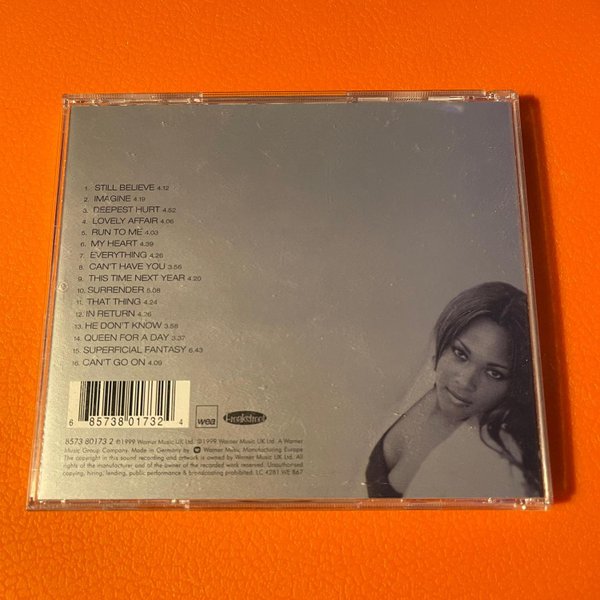 1. STILL BELIEVE 4.12
2. IMAGINE 4.19
3. DEEPEST HURT 4.52
4. LOVELY AFFAIR 4.06
5. RUN TO ME 4.03
6. MY HEART 4.39
7. EVERYTHING 4.26
8. CAN'T HAVE YOU 3.56
9. THIS TIME NEXT YEAR 4.20
10. SURRENDER 5.08
11. THAT THING 4.24
12. IN RETURN 4.26
13. HE DON'T KNOW 3.58
14. QUEEN FOR A DAY 3.37
15. SUPERFICIAL FANTASY 6.43
16. CAN'T GO ON 4.09
6 85738 01732 4
wea
Freakstreet
8573 80173 2 ℗1999 Warner Music UK Ltd. ©1999 Warner Music UK Ltd. A Warner
Music Group Company. Made in Germany by Warner Music Manufacturing Europe
The copyright in this sound recording and artwork is owned by Warner Music UK Ltd. All
rights of the manufacturer and of the owner of the recorded work reserved. Unauthorised
copying, hiring, lending, public performance & broadcasting prohibited. LC 4281 WE 867